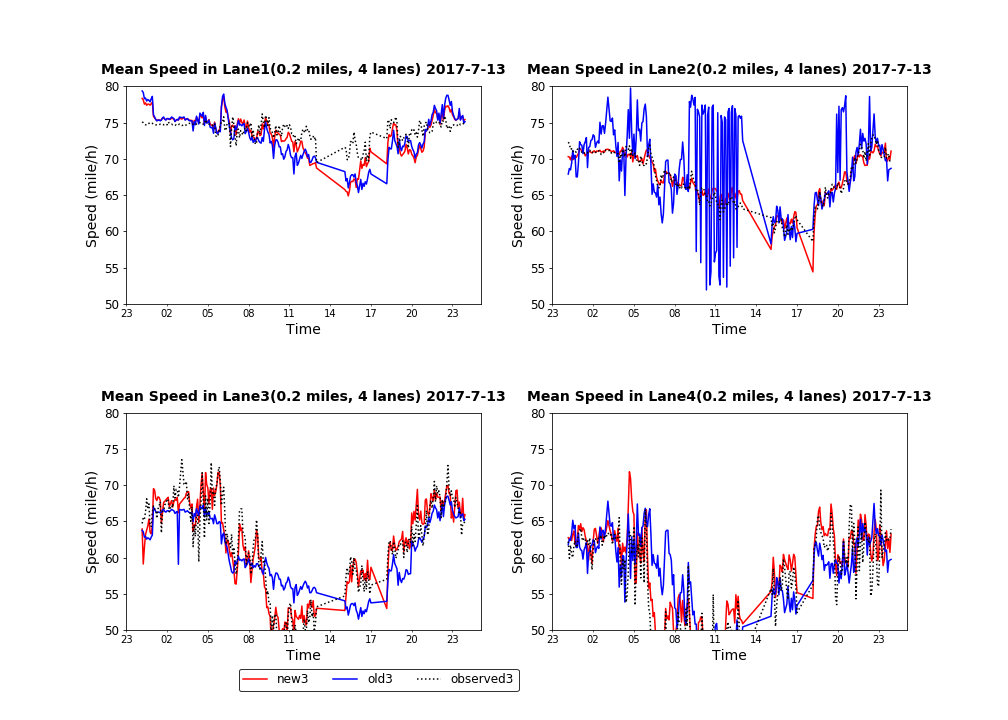 Mean Speed in Lane1(0.2 miles, 4 lanes) 2017-7-13
80
75
70
65
60
55
50
Speed (mile/h)
23 02 05 08 11 14 17 20 23
Time
Mean Speed in Lane2(0.2 miles, 4 lanes) 2017-7-13
80
75
70
65
60
55
50
Speed (mile/h)
23 02 05 08 11 14 17 20 23
Time
Mean Speed in Lane3(0.2 miles, 4 lanes) 2017-7-13
80
75
70
65
60
55
50
Speed (mile/h)
23 02 05 08 11 14 17 20 23
Time
Mean Speed in Lane4(0.2 miles, 4 lanes) 2017-7-13
80
75
70
65
60
55
50
Speed (mile/h)
23 02 05 08 11 14 17 20 23
Time
new3 old3 observed3